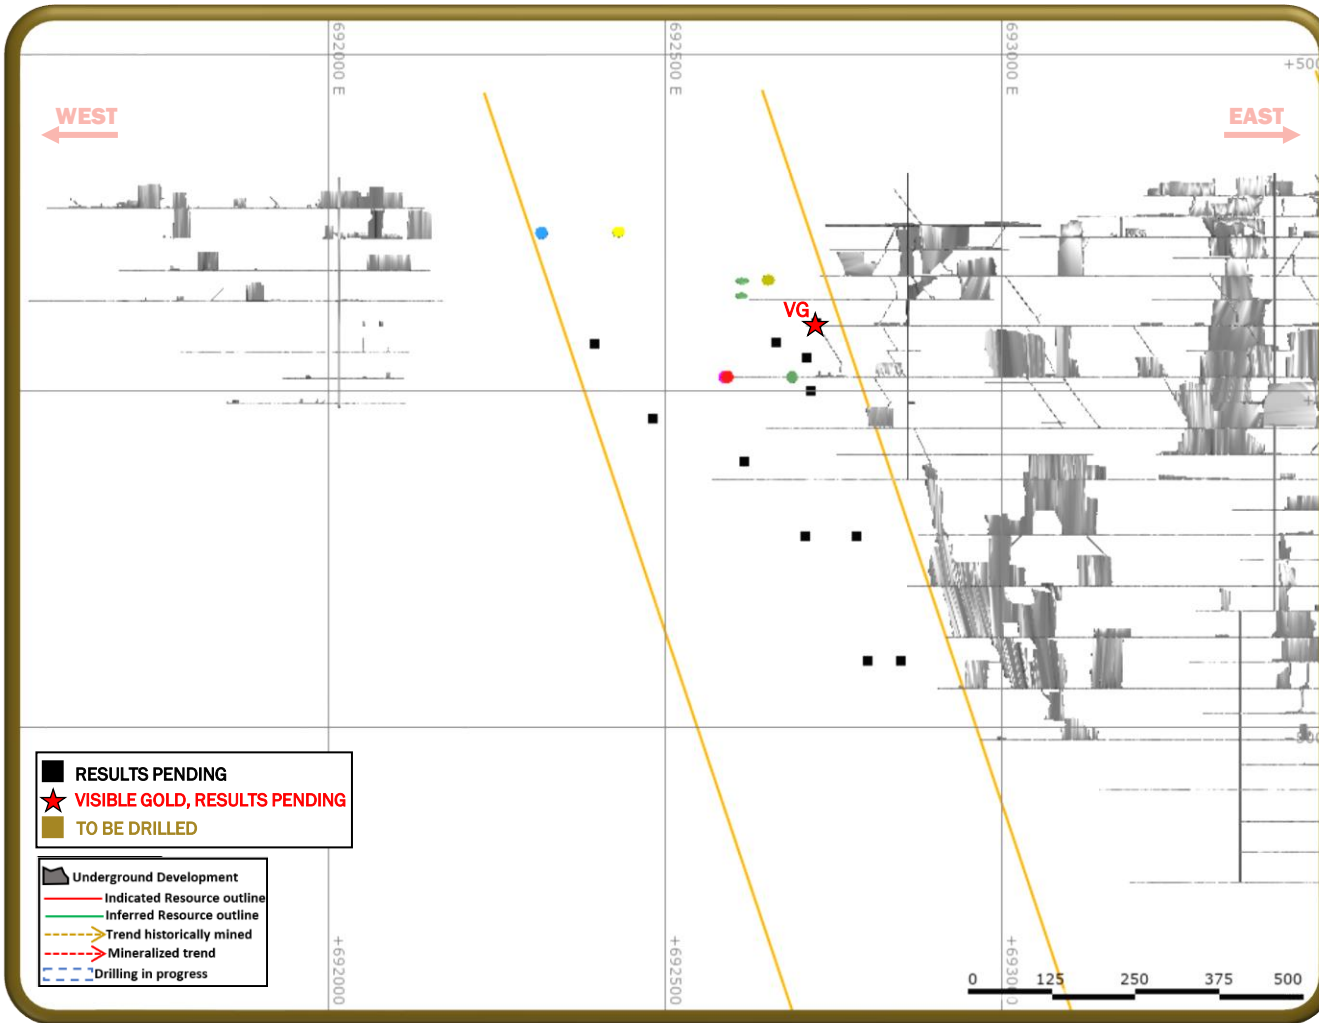 692000 E
692500 E
693000 E
+500
WEST
EAST
VG
RESULTS PENDING
VISIBLE GOLD, RESULTS PENDING
TO BE DRILLED
Underground Development
Indicated Resource outline
Inferred Resource outline
Trend historically mined
Mineralized trend
Drilling in progress
+692000
+692500
+693000
0 125 250 375 500